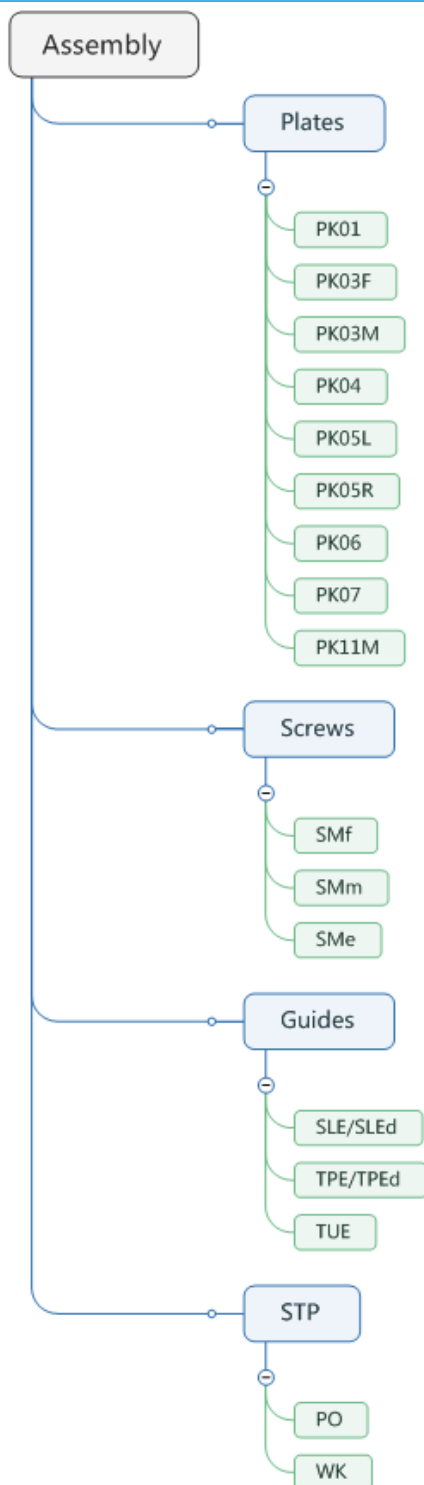 Assembly
Plates
PK01
PK03F
PK03M
PK04
PK05L
PK05R
PK06
PK07
PK11M
Screws
SMf
SMm
SMe
Guides
SLE/SLEd
TPE/TPEd
TUE
STP
PO
WK